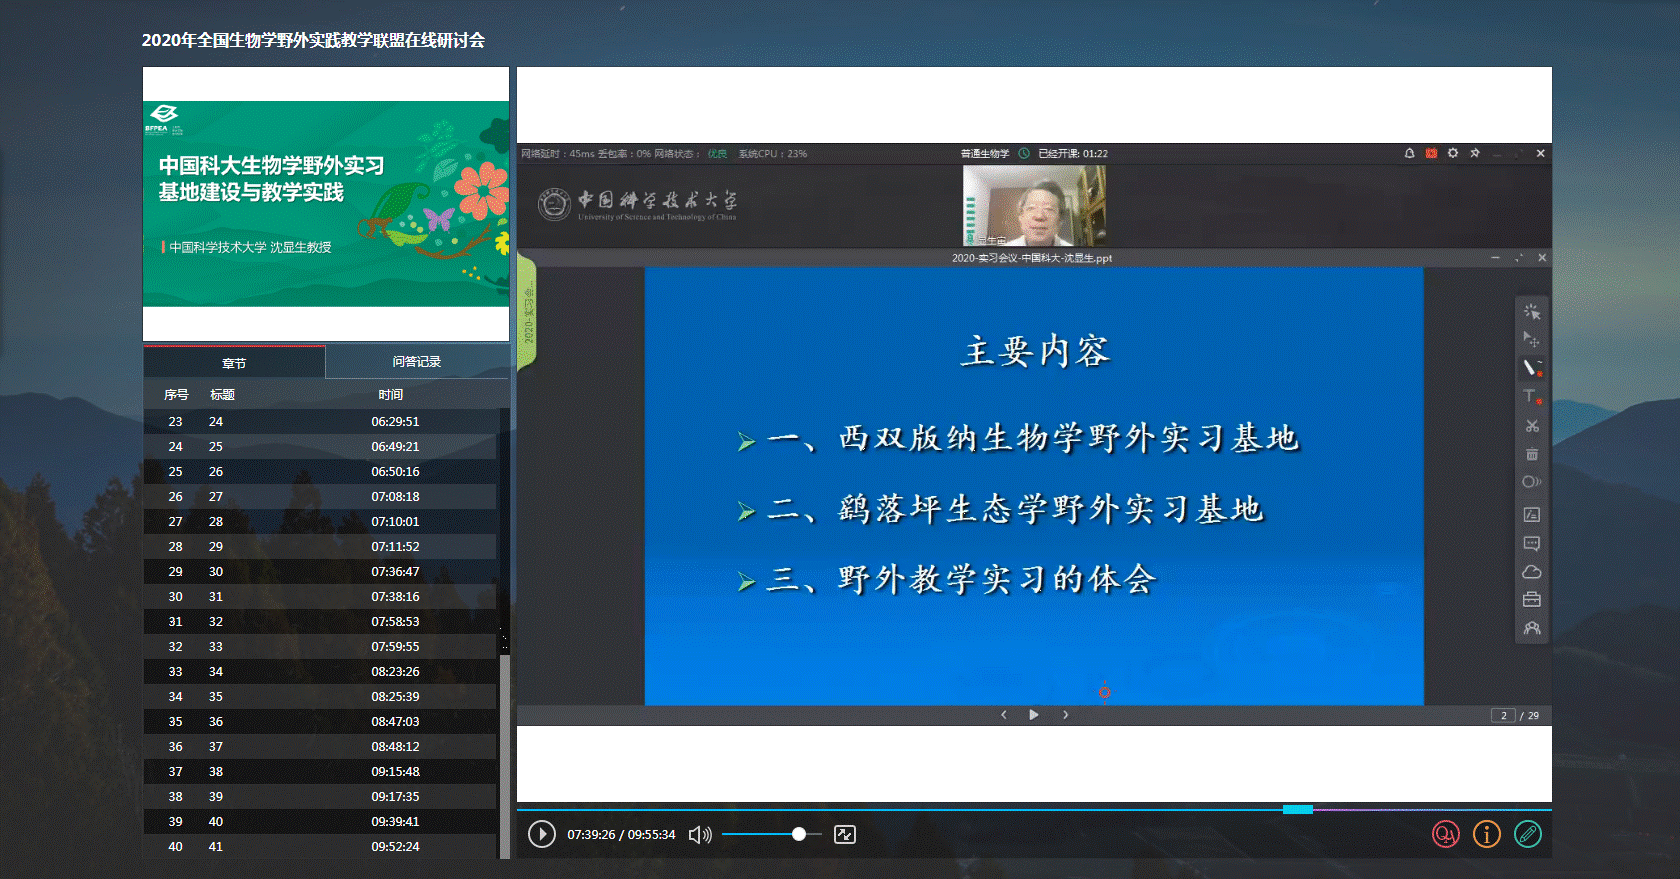 2020年全国生物学野外实践教学联盟在线研讨会
BFPEA
中国科大生物学野外实习
基地建设与教学实践
中国科学技术大学 沈显生教授
章节
问答记录
序号 标题 时间
23 24 06:29:51
24 25 06:49:21
25 26 06:50:16
26 27 07:08:18
27 28 07:10:01
28 29 07:11:52
29 30 07:36:47
30 31 07:38:16
31 32 07:58:53
32 33 07:59:55
33 34 08:23:26
34 35 08:25:39
35 36 08:47:03
36 37 08:48:12
37 38 09:15:48
38 39 09:17:35
39 40 09:39:41
40 41 09:52:24
网络延时：45ms 丢包率：0% 网络状态： 优良 系统CPU：23%
普通生物学 已经开课: 01:22
中国科学技术大学
University of Science and Technology of China
2020-实习会议-中国科大-沈显生.ppt
2020-实习会...
主要内容
一、西双版纳生物学野外实习基地
二、鹞落坪生态学野外实习基地
三、野外教学实习的体会
2 / 29
07:39:26 / 09:55:34
QA